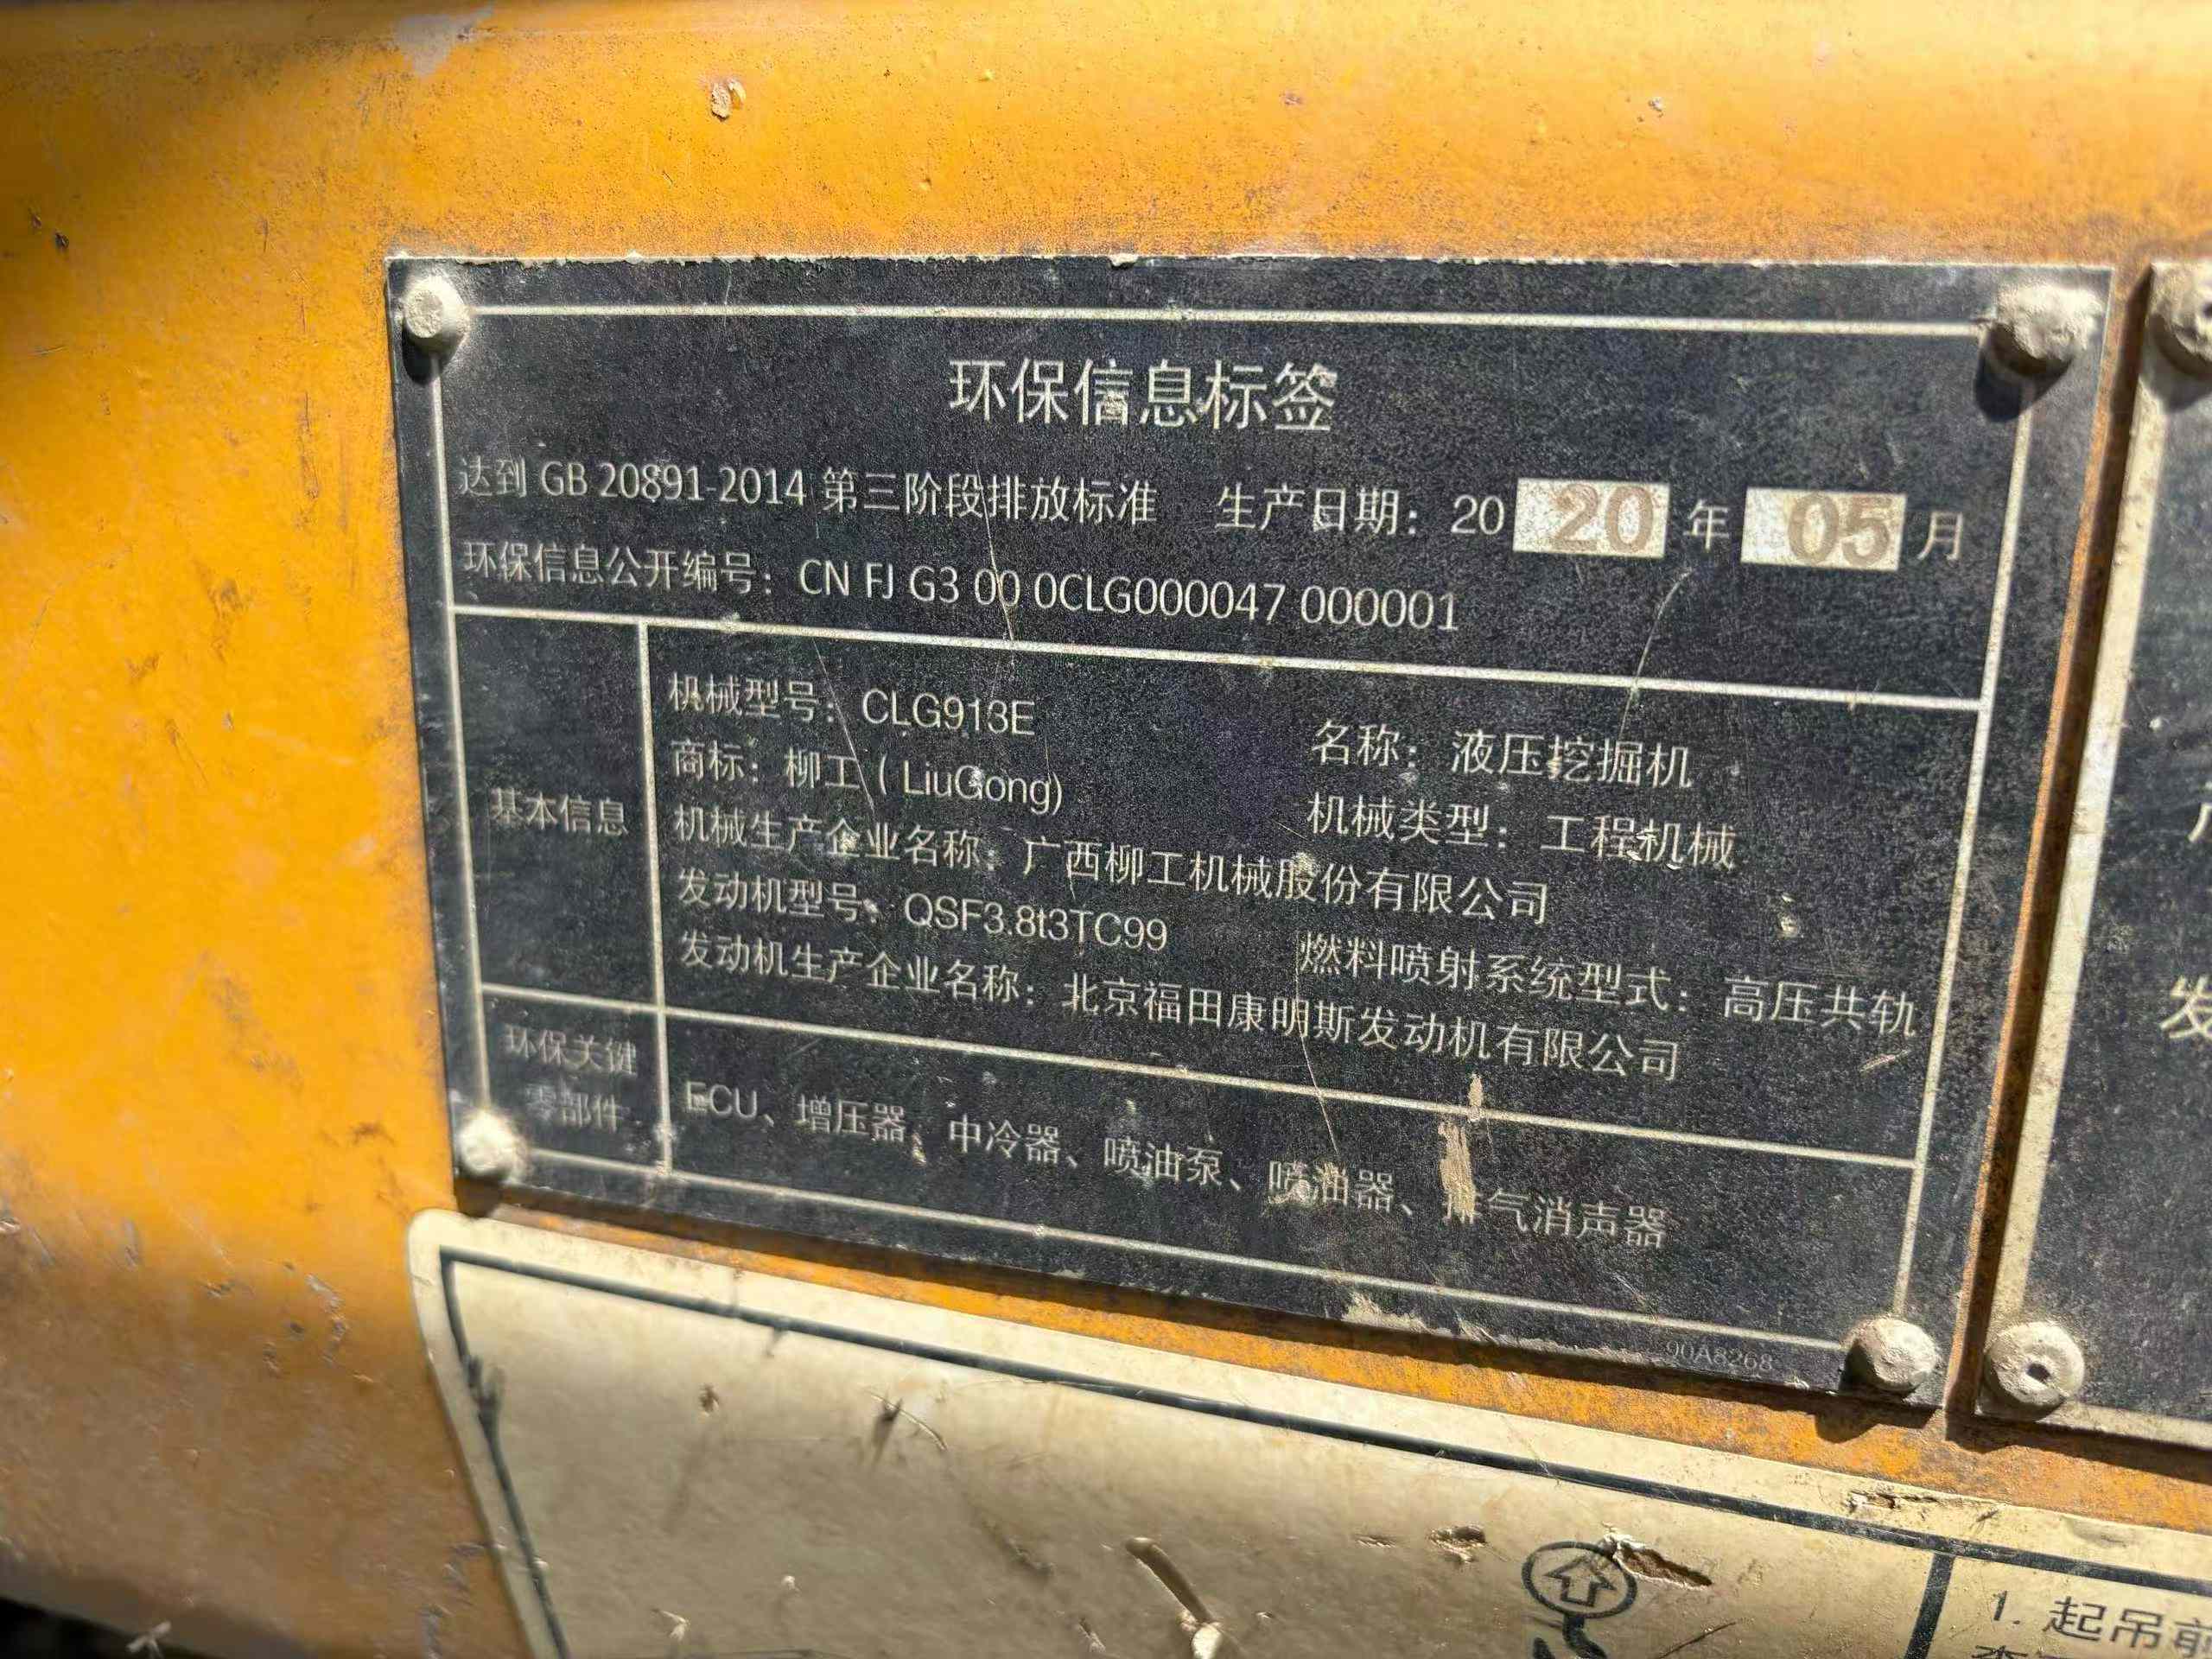 环保信息标签
达到 GB 20891-2014 第三阶段排放标准 生产日期：20 20 年 05 月
环保信息公开编号：CN FJ G3 00 0CLG000047 000001
基本信息
机械型号：CLG913E 名称：液压挖掘机
商标：柳工（LiuGong) 机械类型：工程机械
机械生产企业名称：广西柳工机械股份有限公司
发动机型号：QSF3.8t3TC99 燃料喷射系统型式：高压共轨
发动机生产企业名称：北京福田康明斯发动机有限公司
环保关键
零部件
ECU、增压器、中冷器、喷油泵、喷油器、排气消声器
90A8268
发
1. 起吊前